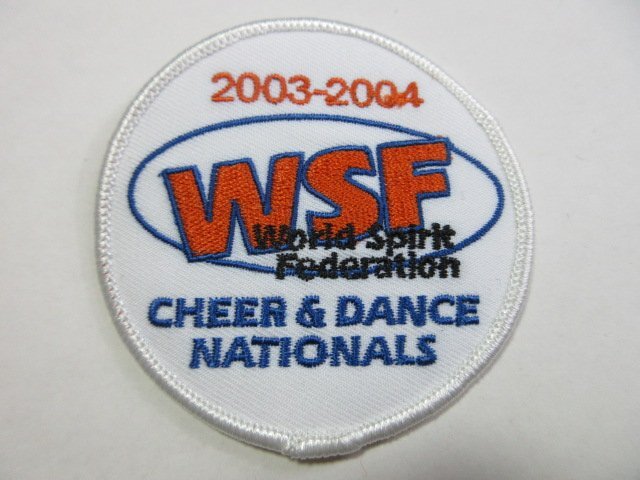 2003-2004
WSF
World Spirit
Federation
CHEER & DANCE
NATIONALS